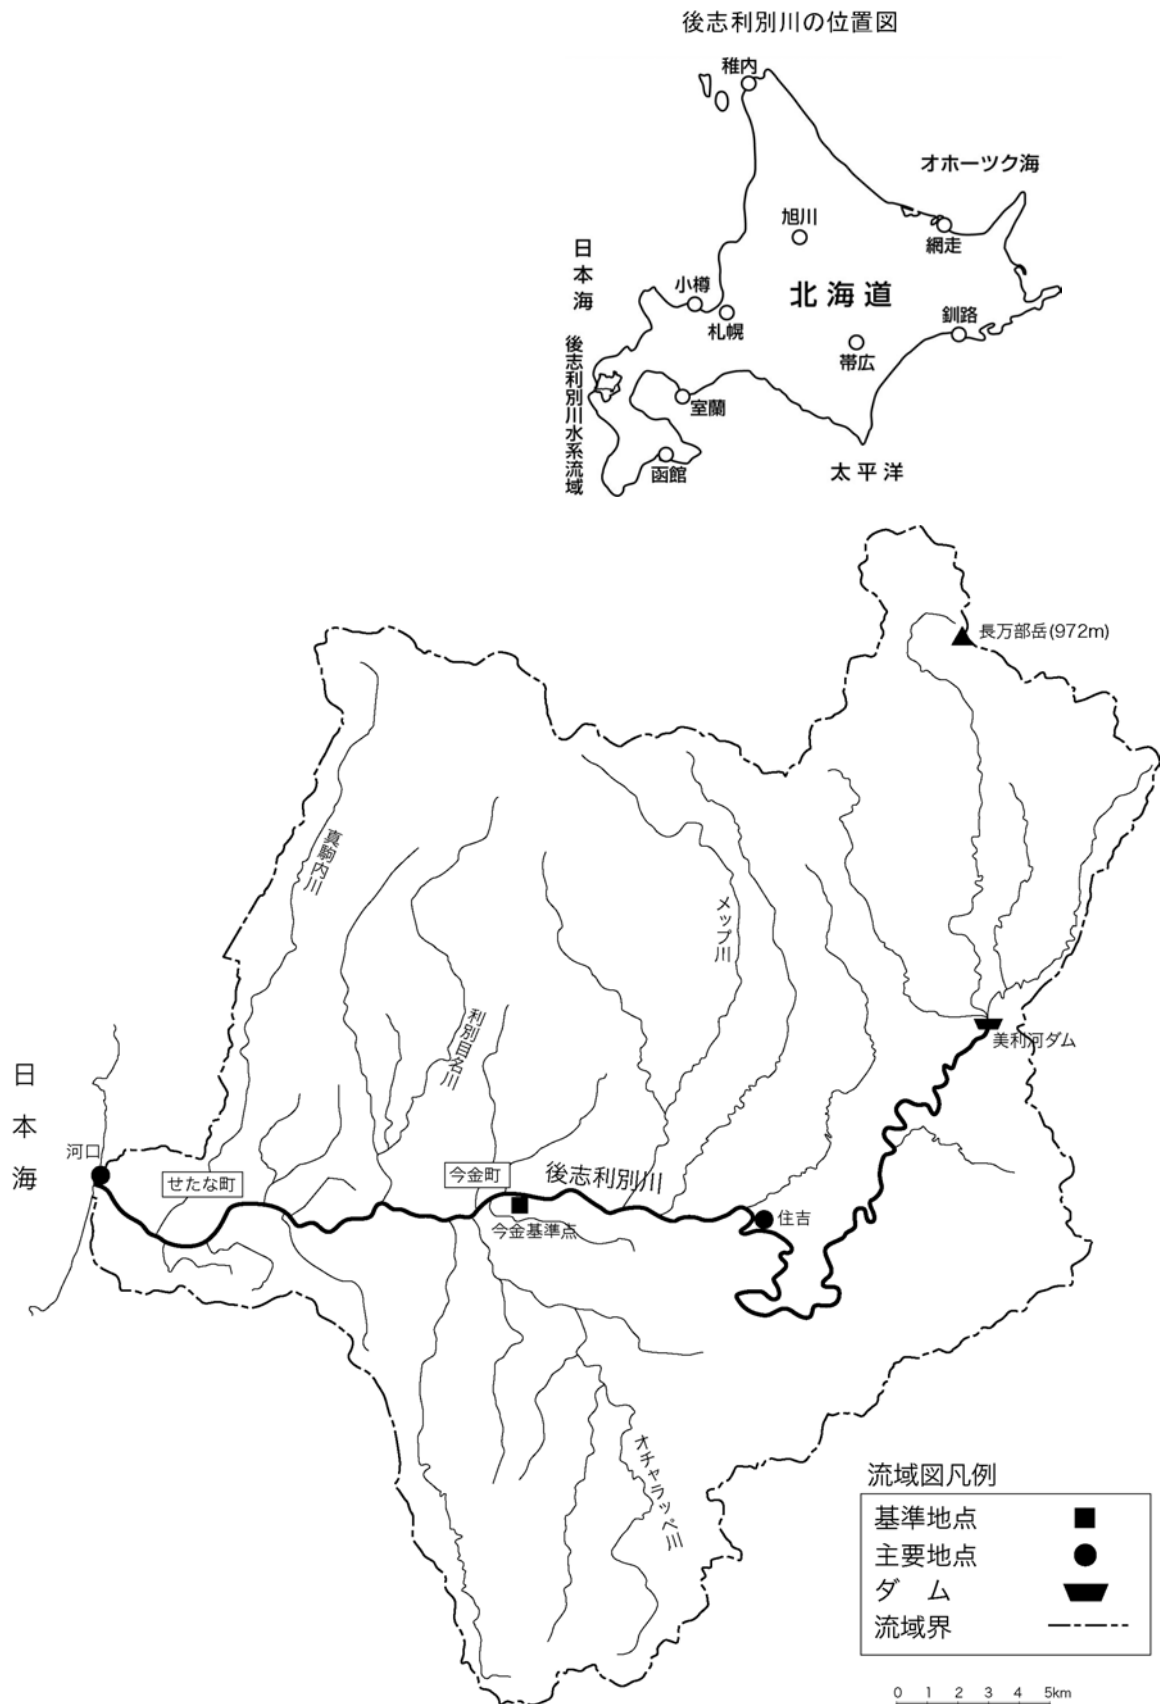 後志利別川の位置図
稚内
オホーツク海
旭川
網走
日本海
小樽
北海道
札幌
釧路
帯広
後志利別川水系流域
室蘭
函館
太平洋
長万部岳(972m)
真駒内川
メップ川
利別目名川
美利河ダム
日本海
河口
せたな町
今金町
後志利別川
今金基準点
住吉
オチャラッペ川
流域図凡例
基準地点
主要地点
ダム
流域界
0 1 2 3 4 5km